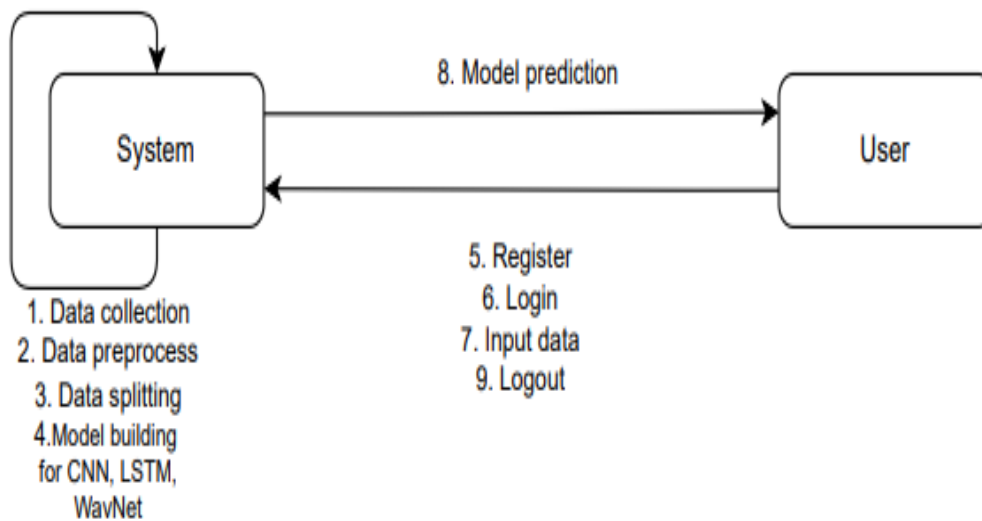 8. Model prediction
System
User
5. Register
6. Login
7. Input data
9. Logout
1. Data collection
2. Data preprocess
3. Data splitting
4.Model building
for CNN, LSTM,
WavNet